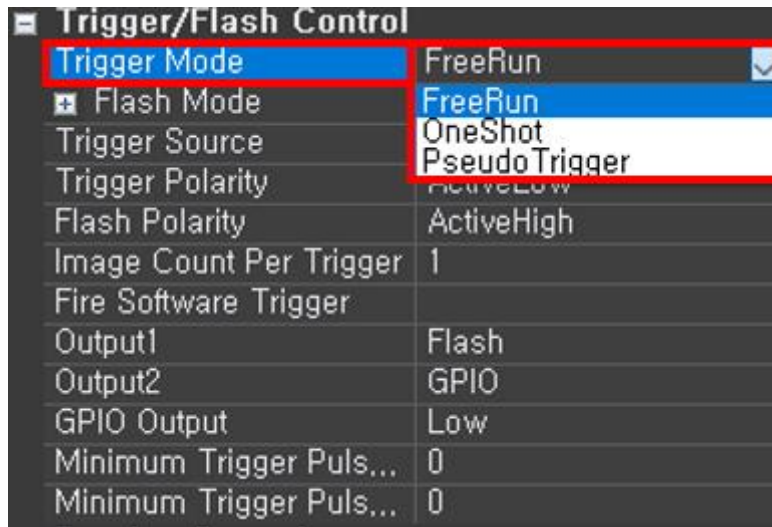 Trigger/Flash Control
Trigger Mode FreeRun
Flash Mode FreeRun
Trigger Source OneShot
PseudoTrigger
Trigger Polarity ActiveLow
Flash Polarity ActiveHigh
Image Count Per Trigger 1
Fire Software Trigger
Output1 Flash
Output2 GPIO
GPIO Output Low
Minimum Trigger Puls... 0
Minimum Trigger Puls... 0